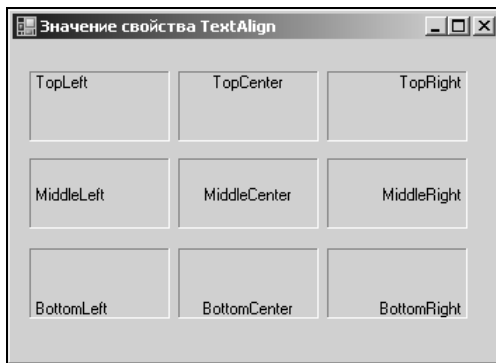 Значение свойства TextAlign
TopLeft TopCenter TopRight
MiddleLeft MiddleCenter MiddleRight
BottomLeft BottomCenter BottomRight